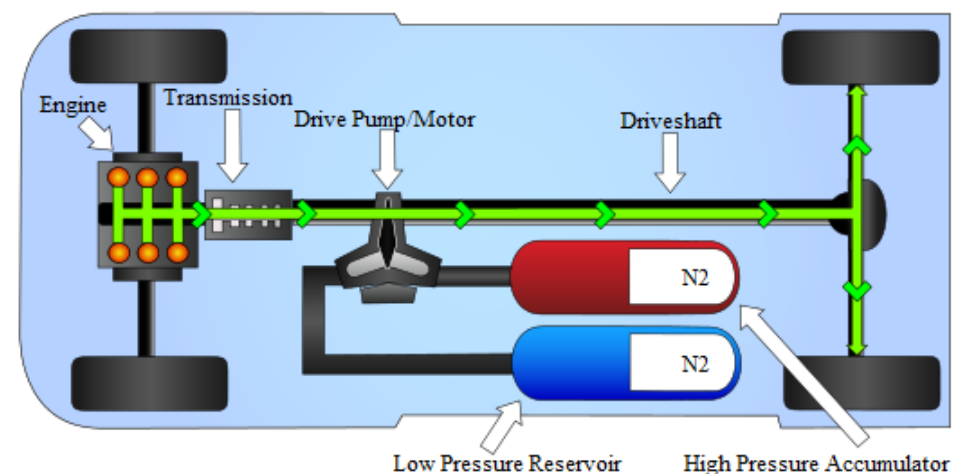 Engine
Transmission
Drive Pump/Motor
Driveshaft
N2
N2
Low Pressure Reservoir
High Pressure Accumulator